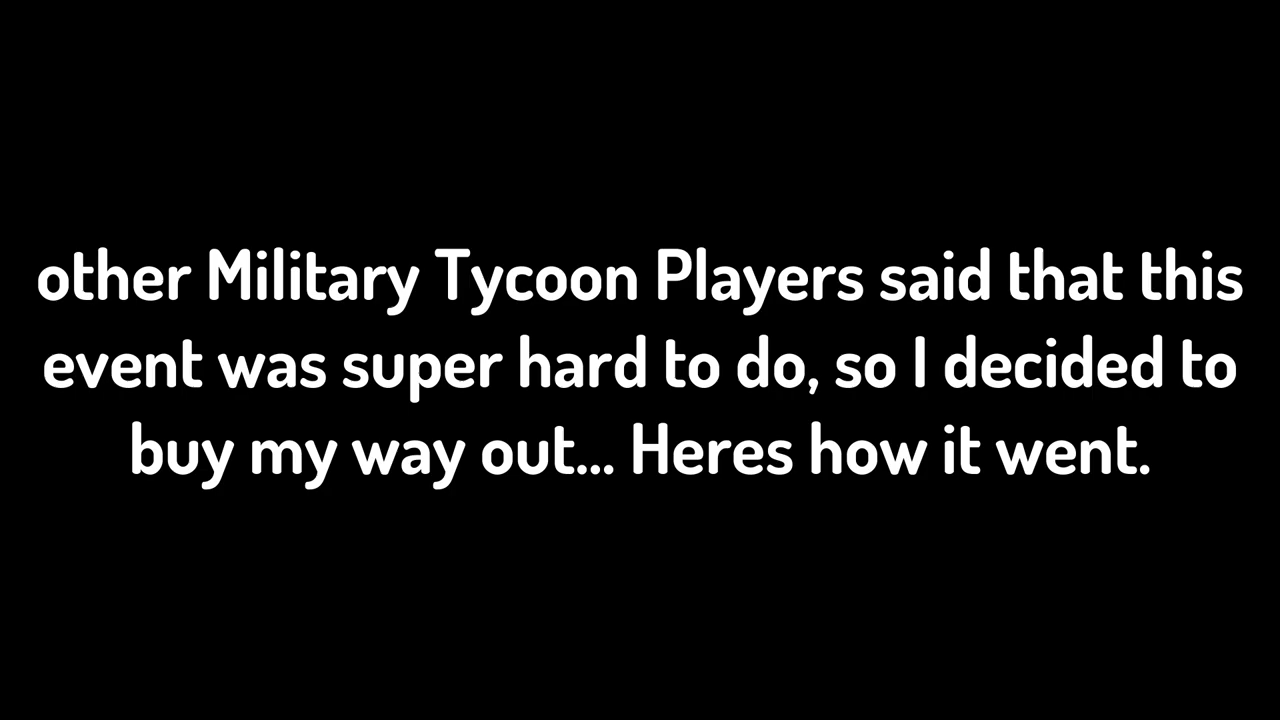 other Military Tycoon Players said that this
event was super hard to do, so I decided to
buy my way out... Heres how it went.